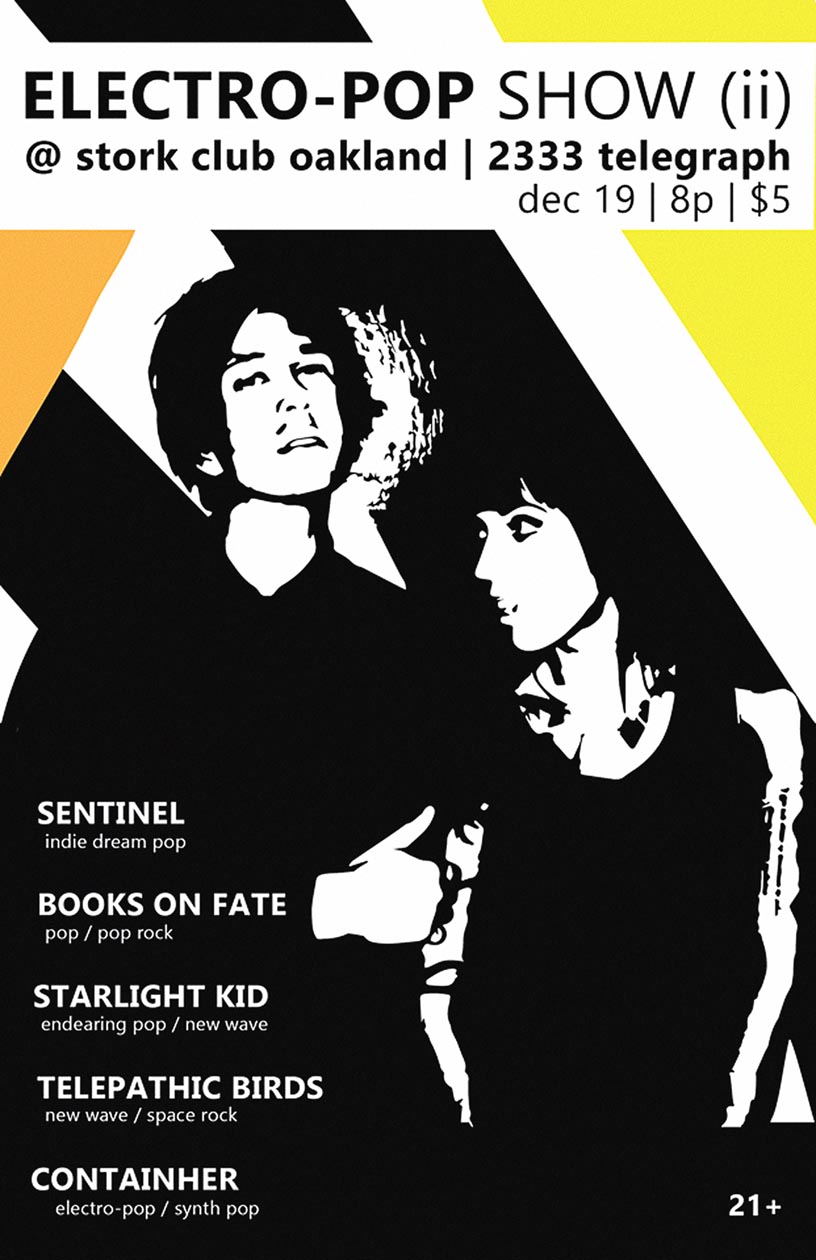 ELECTRO-POP SHOW (ii)
@ stork club oakland | 2333 telegraph
dec 19 | 8p | $5
SENTINEL
indie dream pop
BOOKS ON FATE
pop / pop rock
STARLIGHT KID
endearing pop / new wave
TELEPATHIC BIRDS
new wave / space rock
CONTAINHER
electro-pop / synth pop
21+